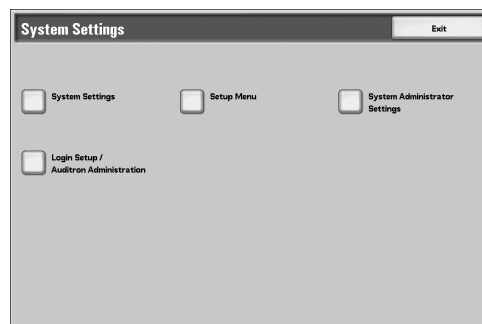 System Settings
Exit
System Settings
Setup Menu
System Administrator
Settings
Login Setup /
Auditron Administration